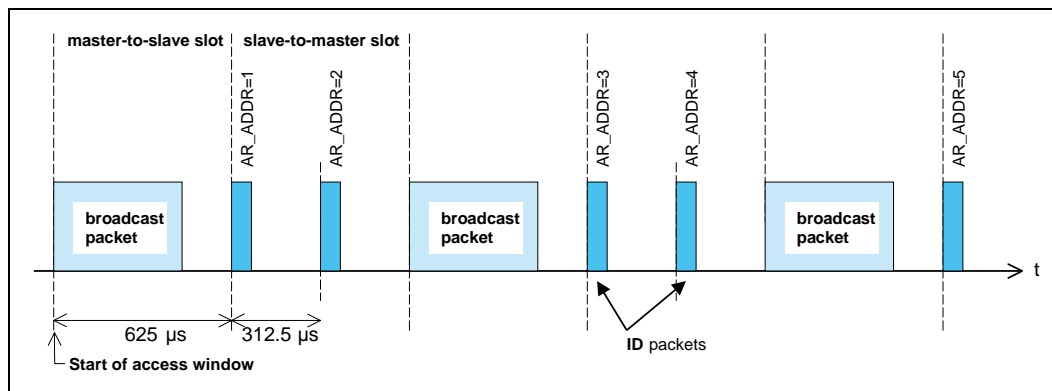 master-to-slave slot
slave-to-master slot
AR_ADDR=1
AR_ADDR=2
AR_ADDR=3
AR_ADDR=4
AR_ADDR=5
broadcast
packet
broadcast
packet
broadcast
packet
t
625 µs
312.5 µs
ID packets
Start of access window